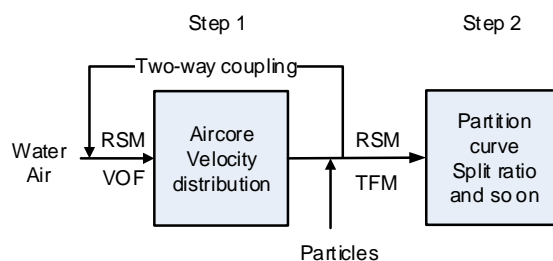 Step 1
Step 2
Two-way coupling
Water
Air
RSM
VOF
Aircore
Velocity
distribution
RSM
TFM
Particles
Partition
curve
Split ratio
and so on